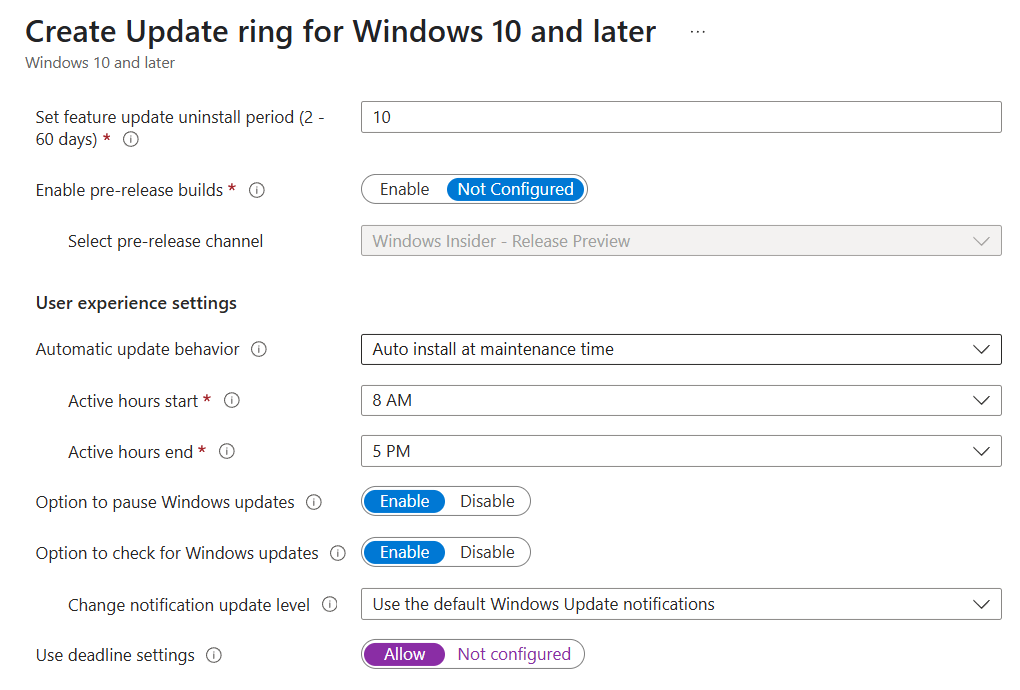 Create Update ring for Windows 10 and later ...
Windows 10 and later
Set feature update uninstall period (2 -
60 days) *
10
Enable pre-release builds *
Enable Not Configured
Select pre-release channel
Windows Insider - Release Preview
User experience settings
Automatic update behavior
Auto install at maintenance time
Active hours start *
8 AM
Active hours end *
5 PM
Option to pause Windows updates
Enable Disable
Option to check for Windows updates
Enable Disable
Change notification update level
Use the default Windows Update notifications
Use deadline settings
Allow Not configured